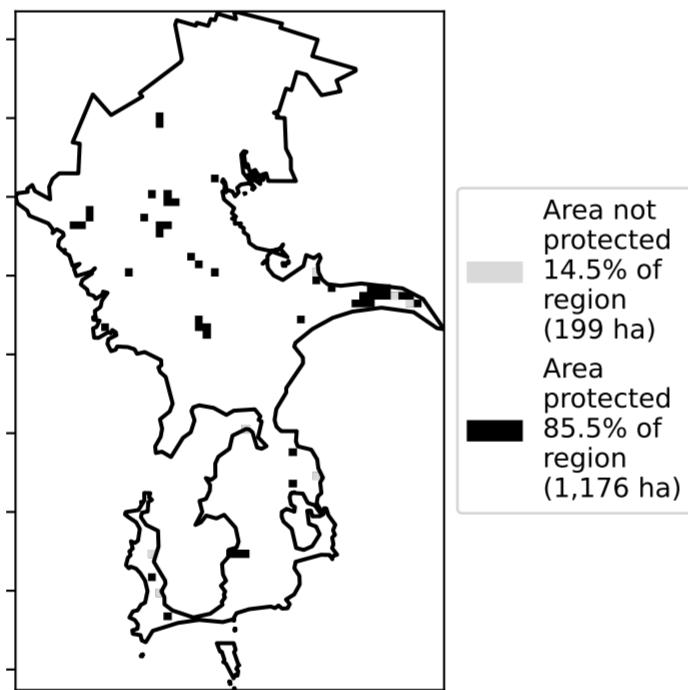 Area not
protected
14.5% of
region
(199 ha)
Area
protected
85.5% of
region
(1,176 ha)